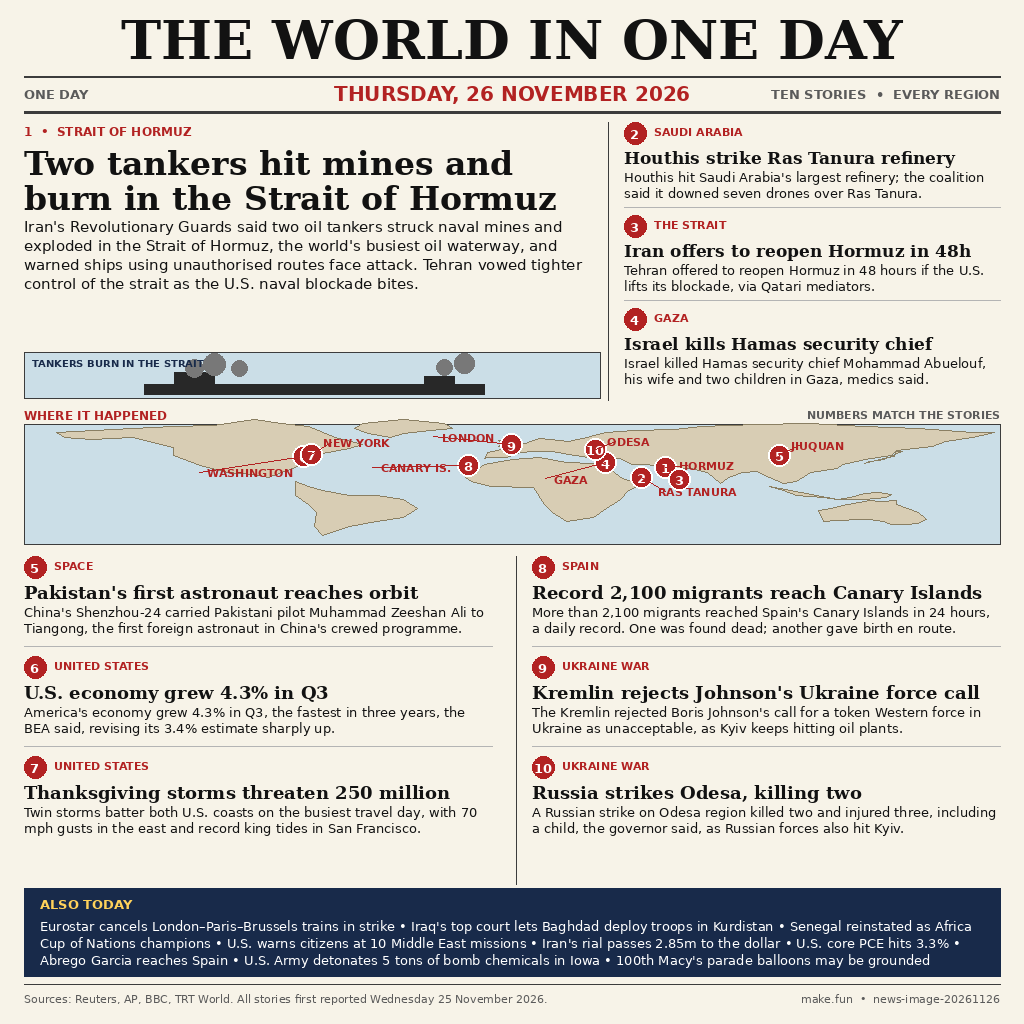 THE WORLD IN ONE DAY
ONE DAY
THURSDAY, 26 NOVEMBER 2026
TEN STORIES • EVERY REGION
1 • STRAIT OF HORMUZ
Two tankers hit mines and
burn in the Strait of Hormuz
Iran's Revolutionary Guards said two oil tankers struck naval mines and
exploded in the Strait of Hormuz, the world's busiest oil waterway, and
warned ships using unauthorised routes face attack. Tehran vowed tighter
control of the strait as the U.S. naval blockade bites.
TANKERS BURN IN THE STRAIT
2 SAUDI ARABIA
Houthis strike Ras Tanura refinery
Houthis hit Saudi Arabia's largest refinery; the coalition
said it downed seven drones over Ras Tanura.
3 THE STRAIT
Iran offers to reopen Hormuz in 48h
Tehran offered to reopen Hormuz in 48 hours if the U.S.
lifts its blockade, via Qatari mediators.
4 GAZA
Israel kills Hamas security chief
Israel killed Hamas security chief Mohammad Abuelouf,
his wife and two children in Gaza, medics said.
WHERE IT HAPPENED
NUMBERS MATCH THE STORIES
7 NEW YORK
WASHINGTON
LONDON 9
CANARY IS. 8
10 ODESA
4
GAZA
2
1 HORMUZ
3
RAS TANURA
5 JIUQUAN
5 SPACE
Pakistan's first astronaut reaches orbit
China's Shenzhou-24 carried Pakistani pilot Muhammad Zeeshan Ali to
Tiangong, the first foreign astronaut in China's crewed programme.
6 UNITED STATES
U.S. economy grew 4.3% in Q3
America's economy grew 4.3% in Q3, the fastest in three years, the
BEA said, revising its 3.4% estimate sharply up.
7 UNITED STATES
Thanksgiving storms threaten 250 million
Twin storms batter both U.S. coasts on the busiest travel day, with 70
mph gusts in the east and record king tides in San Francisco.
8 SPAIN
Record 2,100 migrants reach Canary Islands
More than 2,100 migrants reached Spain's Canary Islands in 24 hours,
a daily record. One was found dead; another gave birth en route.
9 UKRAINE WAR
Kremlin rejects Johnson's Ukraine force call
The Kremlin rejected Boris Johnson's call for a token Western force in
Ukraine as unacceptable, as Kyiv keeps hitting oil plants.
10 UKRAINE WAR
Russia strikes Odesa, killing two
A Russian strike on Odesa region killed two and injured three, including
a child, the governor said, as Russian forces also hit Kyiv.
ALSO TODAY
Eurostar cancels London–Paris–Brussels trains in strike • Iraq's top court lets Baghdad deploy troops in Kurdistan • Senegal reinstated as Africa
Cup of Nations champions • U.S. warns citizens at 10 Middle East missions • Iran's rial passes 2.85m to the dollar • U.S. core PCE hits 3.3% •
Abrego Garcia reaches Spain • U.S. Army detonates 5 tons of bomb chemicals in Iowa • 100th Macy's parade balloons may be grounded
Sources: Reuters, AP, BBC, TRT World. All stories first reported Wednesday 25 November 2026.
make.fun • news-image-20261126